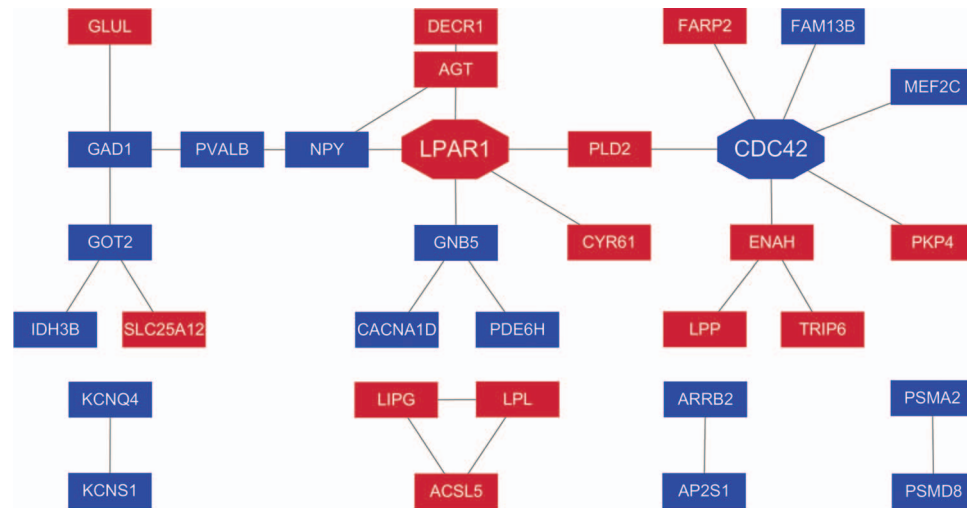 GLUL
DECR1
FARP2
FAM13B
AGT
MEF2C
GAD1
PVALB
NPY
LPAR1
PLD2
CDC42
GOT2
GNB5
CYR61
ENAH
PKP4
IDH3B
SLC25A12
CACNA1D
PDE6H
LPP
TRIP6
KCNQ4
LIPG
LPL
ARRB2
PSMA2
KCNS1
ACSL5
AP2S1
PSMD8